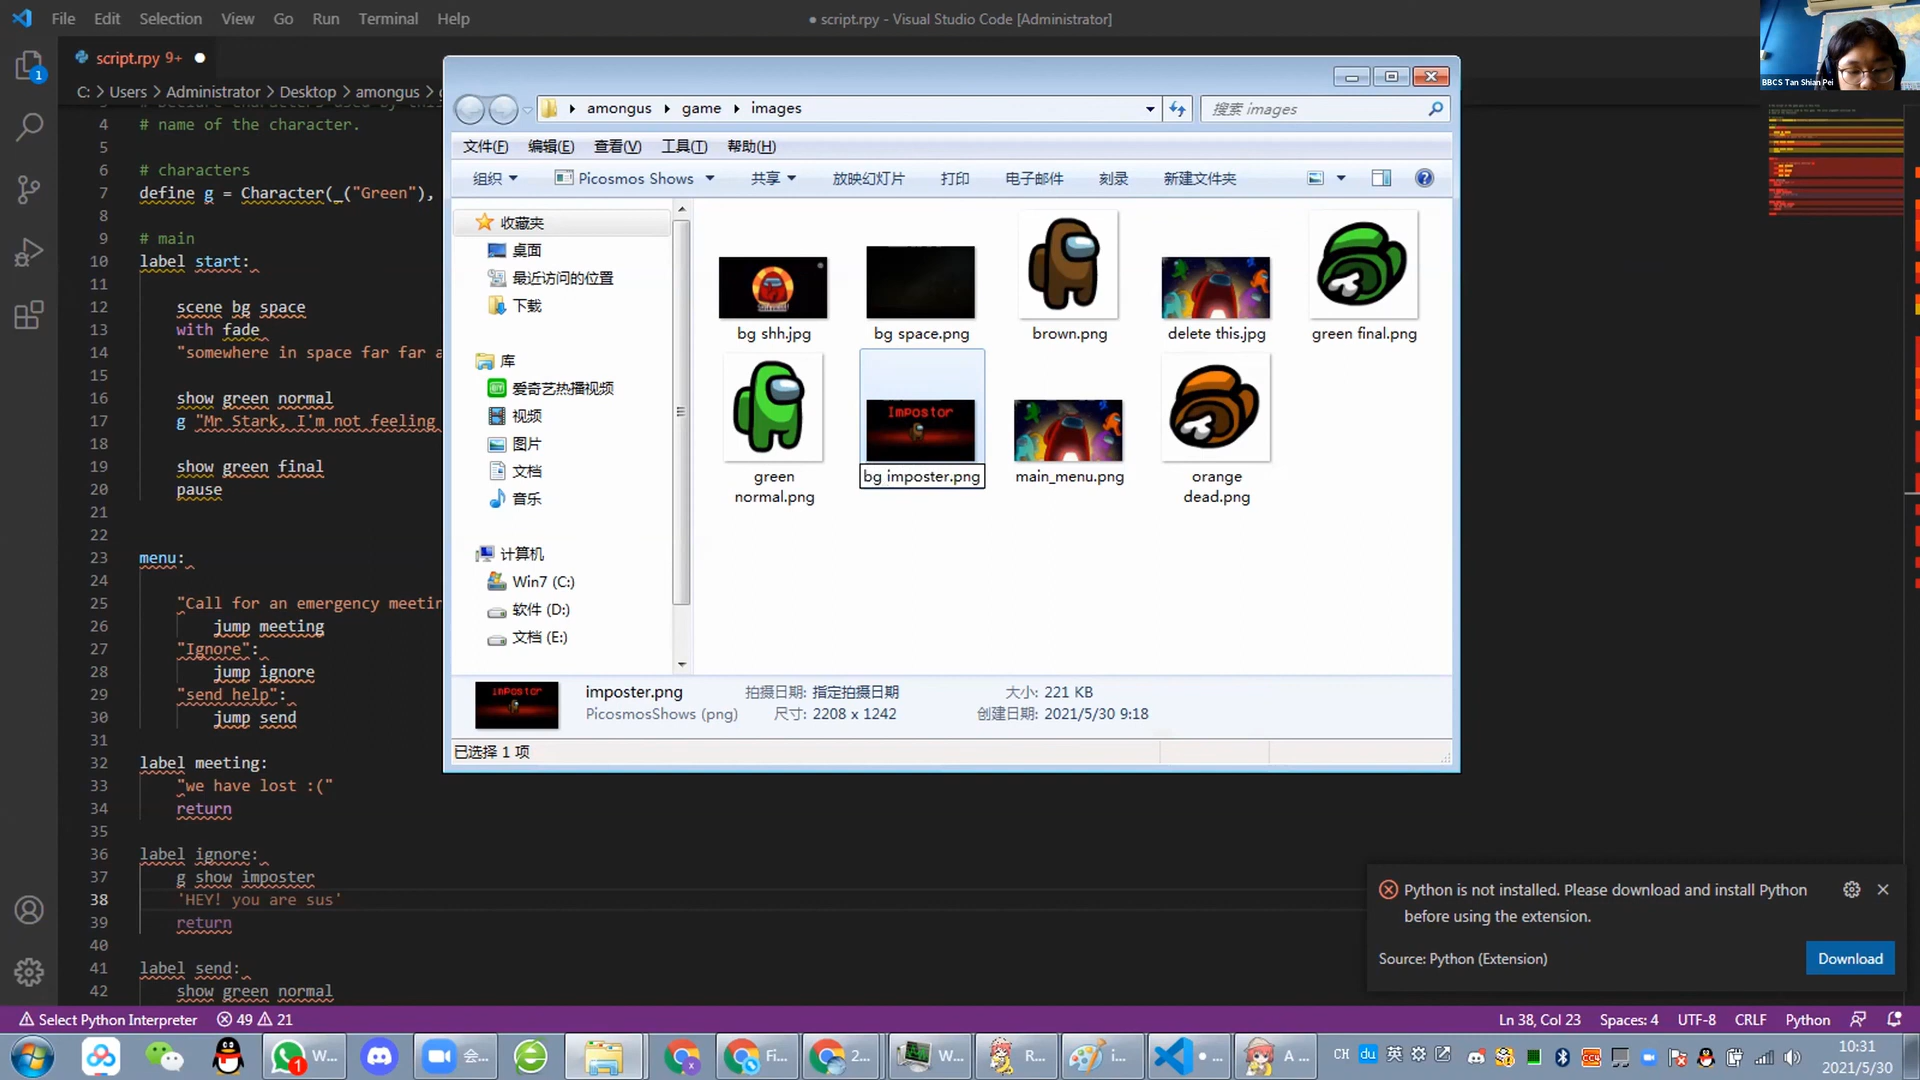 File Edit Selection View Go Run Terminal Help
● script.rpy - Visual Studio Code [Administrator]
BBCS Tan Shian Pei
script.rpy 9+
C: > Users > Administrator > Desktop > amongus >
4 # name of the character.
5
6 # characters
7 define g = Character(_("Green"),
8
9 # main
10 label start:
11
12 scene bg space
13 with fade
14 "somewhere in space far far a
15
16 show green normal
17 g "Mr Stark, I'm not feeling
18
19 show green final
20 pause
21
22
23 menu:
24
25 "Call for an emergency meetin
26 jump meeting
27 "Ignore":
28 jump ignore
29 "send help":
30 jump send
31
32 label meeting:
33 "we have lost :("
34 return
35
36 label ignore:
37 g show imposter
38 'HEY! you are sus'
39 return
40
41 label send:
42 show green normal
1
amongus game images
搜索 images
文件(F) 编辑(E) 查看(V) 工具(T) 帮助(H)
组织 Picosmos Shows 共享 放映幻灯片 打印 电子邮件 刻录 新建文件夹
收藏夹
桌面
最近访问的位置
下载
库
爱奇艺热播视频
视频
图片
文档
音乐
计算机
Win7 (C:)
软件 (D:)
文档 (E:)
bg shh.jpg bg space.png brown.png delete this.jpg green final.png
Impostor
green
normal.png
bg imposter.png
main_menu.png
orange
dead.png
Impostor
imposter.png 拍摄日期: 指定拍摄日期 大小: 221 KB
PicosmosShows (png) 尺寸: 2208 x 1242 创建日期: 2021/5/30 9:18
已选择 1 项
Python is not installed. Please download and install Python
before using the extension.
Source: Python (Extension)
Download
Select Python Interpreter 49 21
Ln 38, Col 23 Spaces: 4 UTF-8 CRLF Python
1 W... 会... Fi... 2... W... R... i... ● ... A ...
CH du 英
10:31
2021/5/30